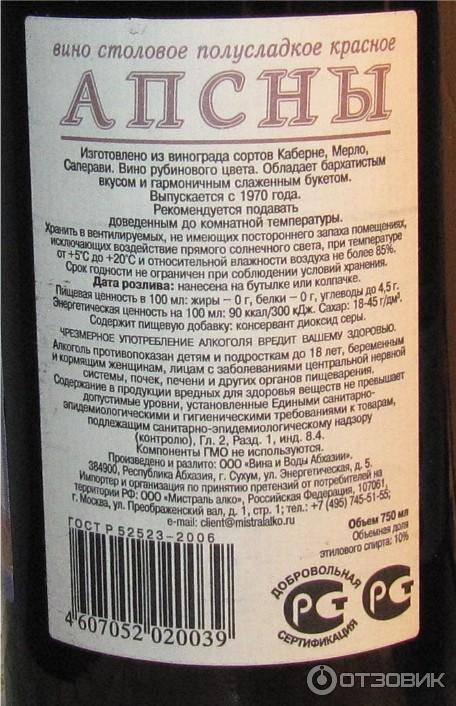 вино столовое полусладкое красное
АПСНЫ
Изготовлено из винограда сортов Каберне, Мерло,
Саперави. Вино рубинового цвета. Обладает бархатистым
вкусом и гармоничным слаженным букетом.
Выпускается с 1970 года.
Рекомендуется подавать
доведенным до комнатной температуры.
Хранить в вентилируемых, не имеющих постороннего запаха помещениях,
исключающих воздействие прямого солнечного света, при температуре
от +5°С до +20°С и относительной влажности воздуха не более 85%.
Срок годности не ограничен при соблюдении условий хранения.
Дата розлива: нанесена на бутылке или колпачке.
Пищевая ценность в 100 мл: жиры – 0 г, белки – 0 г, углеводы до 4,5 г.
Энергетическая ценность на 100 мл: 90 ккал/300 кДж. Сахар: 18-45 г/дм³.
Содержит пищевую добавку: консервант диоксид серы.
ЧРЕЗМЕРНОЕ УПОТРЕБЛЕНИЕ АЛКОГОЛЯ ВРЕДИТ ВАШЕМУ ЗДОРОВЬЮ.
Алкоголь противопоказан детям и подросткам до 18 лет, беременным
и кормящим женщинам, лицам с заболеваниями центральной нервной
системы, почек, печени и других органов пищеварения.
Содержание в продукции вредных для здоровья веществ не превышает
допустимые уровни, установленные Едиными санитарно-
эпидемиологическими и гигиеническими требованиями к товарам,
подлежащим санитарно-эпидемиологическому надзору
(контролю), Гл. 2, Разд. 1, инд. 8.4.
Компоненты ГМО не используются.
Произведено и разлито: ООО «Вина и Воды Абхазии».
384900, Республика Абхазия, г. Сухум, ул. Энергетическая, д. 5.
Импортер и организация по принятию претензий от потребителей на
территории РФ: ООО «Мистраль алко», Российская Федерация, 107061,
г. Москва, ул. Преображенский вал, д. 1, стр. 1; тел.: +7 (495) 745-51-55;
e-mail: client@mistralalko.ru
ГОСТ Р 52523-2006
Объем 750 мл
Объемная доля
этилового спирта: 10%
4607052020039
ДОБРОВОЛЬНАЯ
РСТ
СЕРТИФИКАЦИЯ
РСТ
ОТЗОВИК